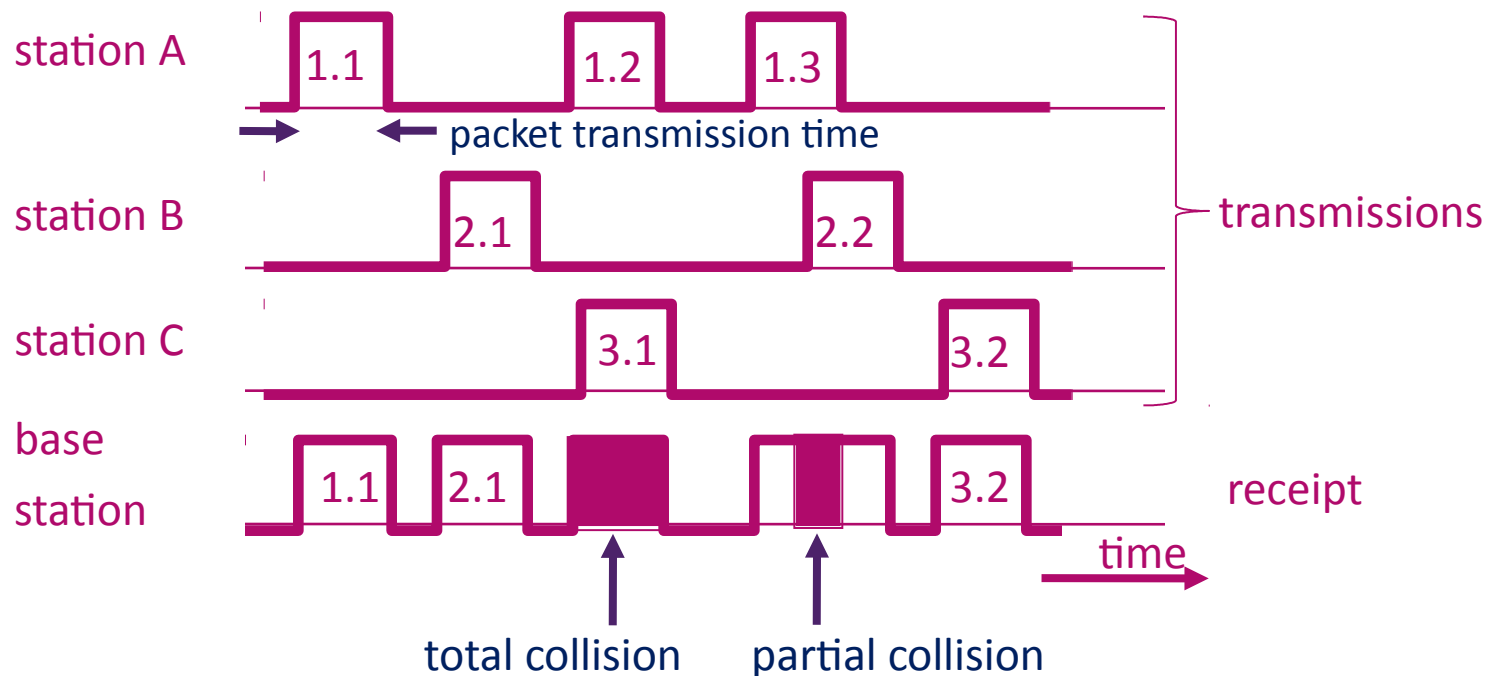 station A
1.1
1.2
1.3
packet transmission time
station B
2.1
2.2
transmissions
station C
3.1
3.2
base
station
1.1
2.1
3.2
receipt
time
total collision
partial collision